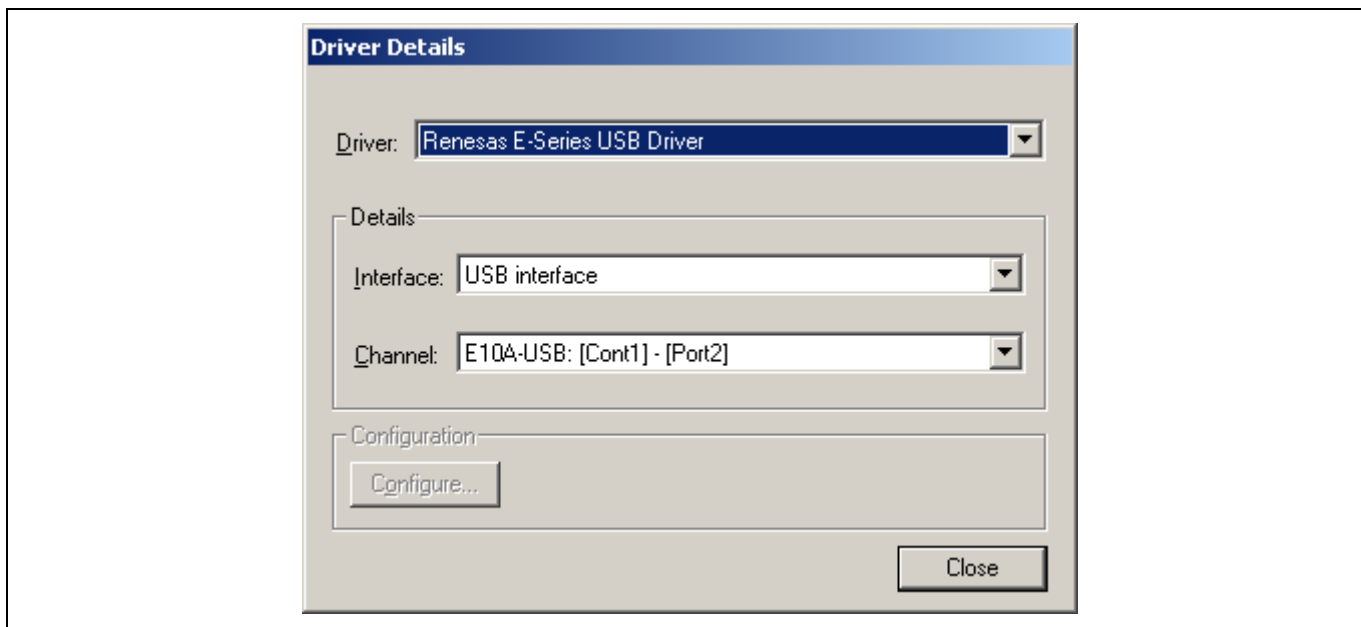 Driver Details
Driver: Renesas E-Series USB Driver
Details
Interface: USB interface
Channel: E10A-USB: [Cont1] - [Port2]
Configuration
Configure...
Close